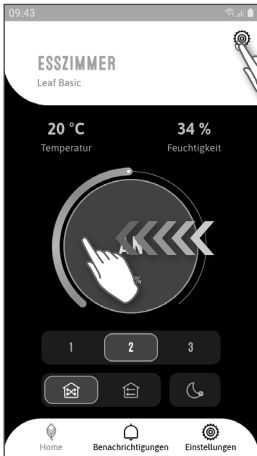 09:43
ESSZIMMER
Leaf Basic
20 °C 34 %
Temperatur Feuchtigkeit
%
1 2 3
Home Benachrichtigungen Einstellungen